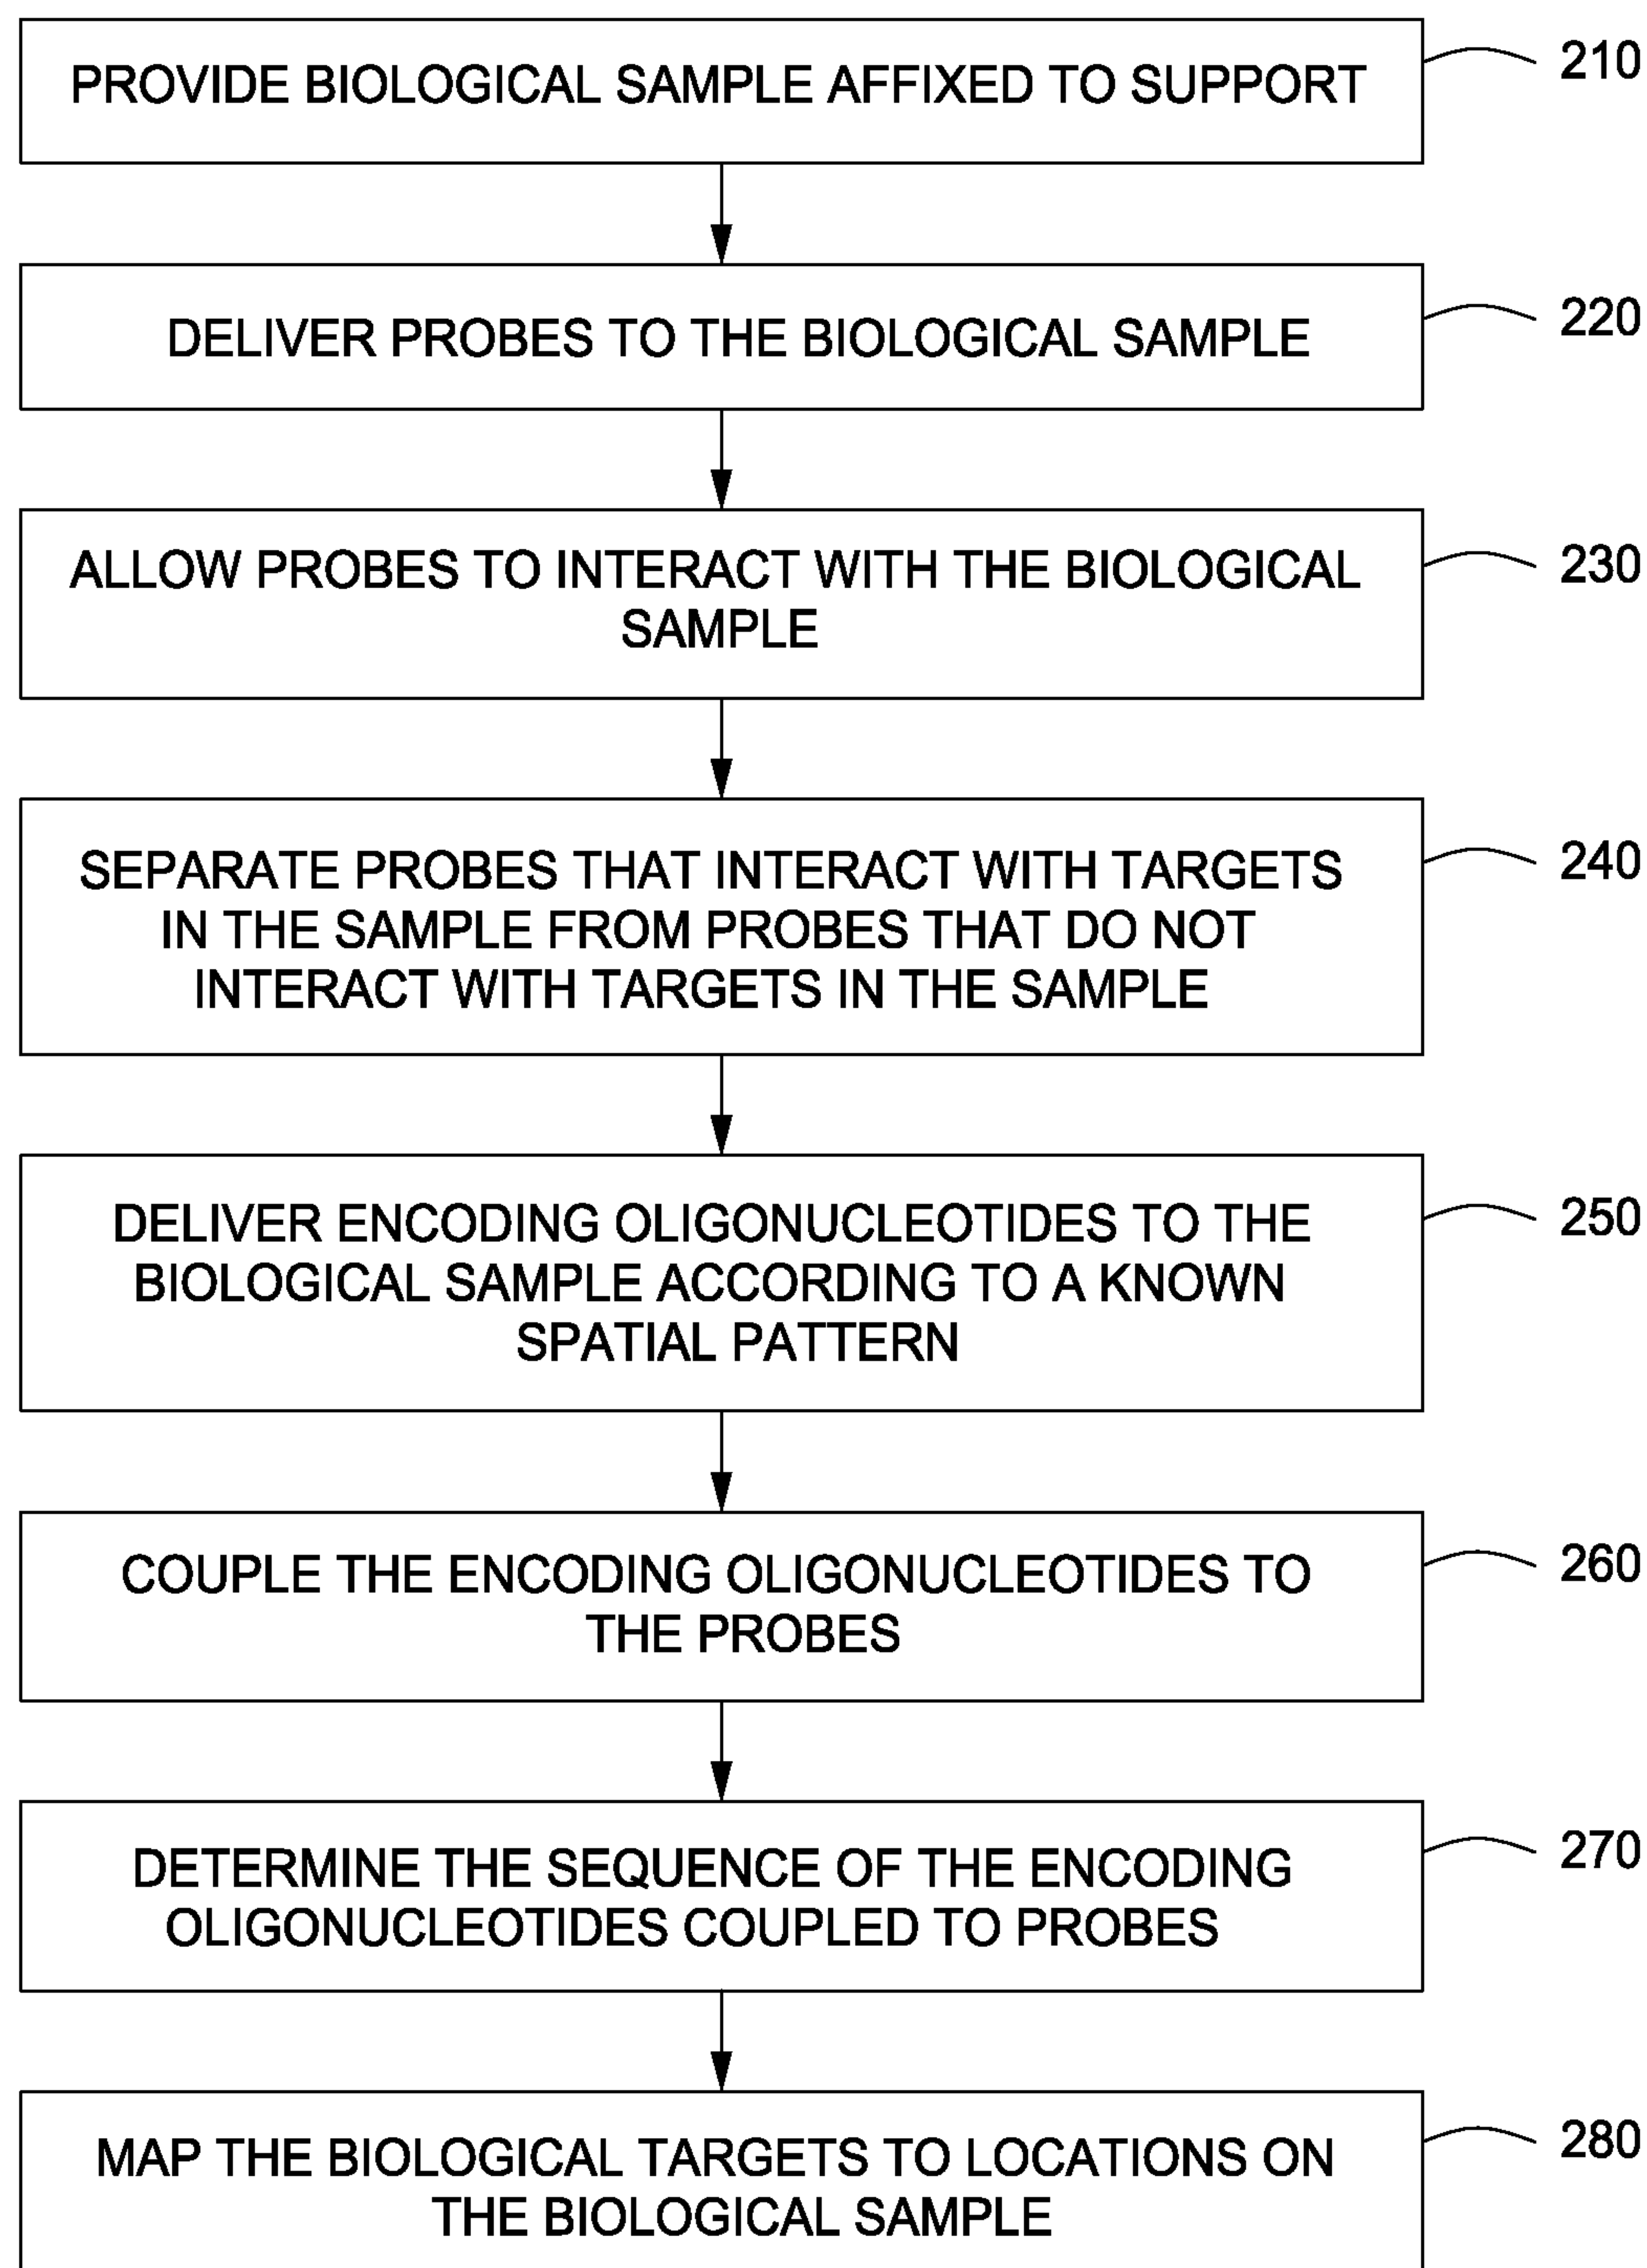 PROVIDE BIOLOGICAL SAMPLE AFFIXED TO SUPPORT
210
DELIVER PROBES TO THE BIOLOGICAL SAMPLE
220
ALLOW PROBES TO INTERACT WITH THE BIOLOGICAL
SAMPLE
230
SEPARATE PROBES THAT INTERACT WITH TARGETS
IN THE SAMPLE FROM PROBES THAT DO NOT
INTERACT WITH TARGETS IN THE SAMPLE
240
DELIVER ENCODING OLIGONUCLEOTIDES TO THE
BIOLOGICAL SAMPLE ACCORDING TO A KNOWN
SPATIAL PATTERN
250
COUPLE THE ENCODING OLIGONUCLEOTIDES TO
THE PROBES
260
DETERMINE THE SEQUENCE OF THE ENCODING
OLIGONUCLEOTIDES COUPLED TO PROBES
270
MAP THE BIOLOGICAL TARGETS TO LOCATIONS ON
THE BIOLOGICAL SAMPLE
280